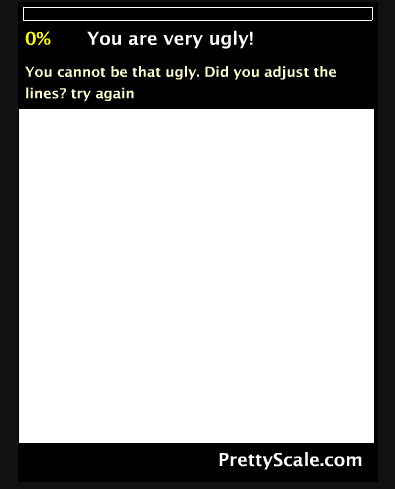 0% You are very ugly!
You cannot be that ugly. Did you adjust the
lines? try again
PrettyScale.com